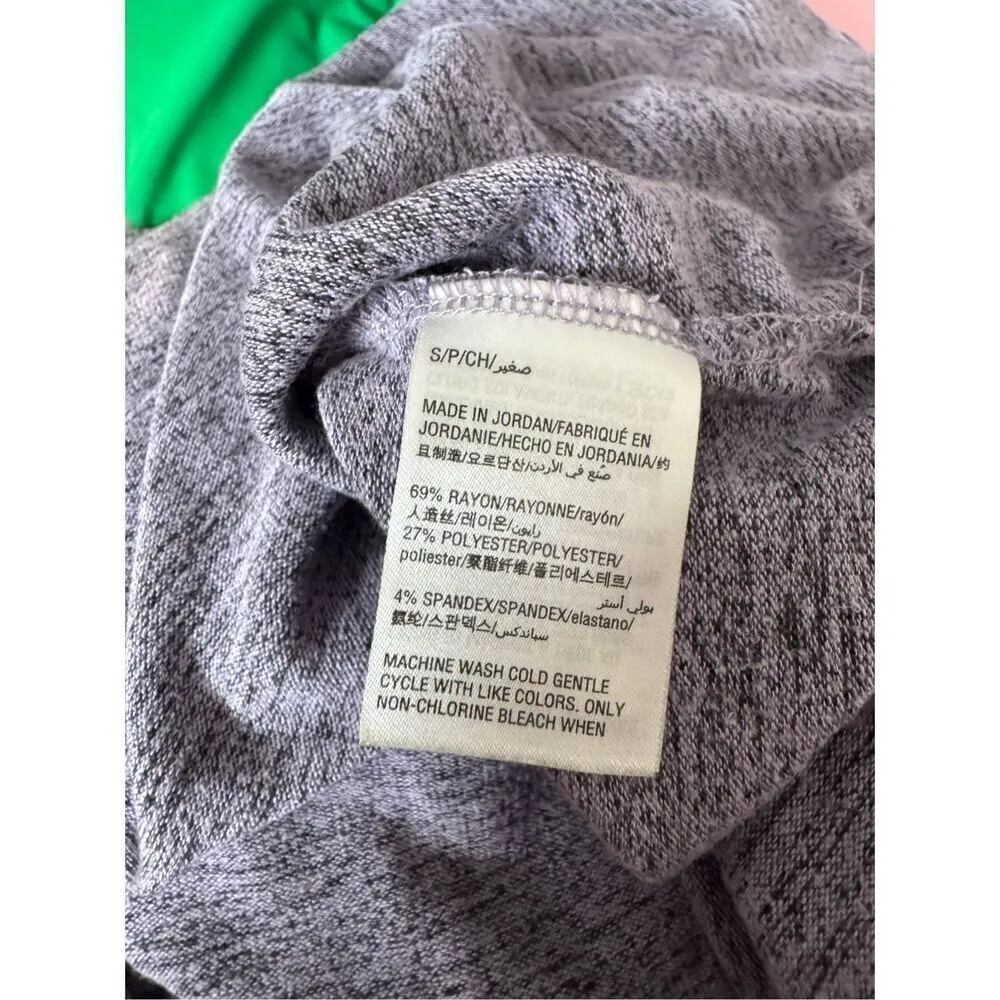 S/P/CH/صغير
MADE IN JORDAN/FABRIQUÉ EN
JORDANIE/HECHO EN JORDANIA/约
旦制造/요르단산/صنع في الأردن
69% RAYON/RAYONNE/rayón/
人造丝/레이온/رايون
27% POLYESTER/POLYESTER/
poliester/聚酯纤维/폴리에스테르/
بولي أستر
4% SPANDEX/SPANDEX/elastano/
氨纶/스판덱스/سباندكس
MACHINE WASH COLD GENTLE
CYCLE WITH LIKE COLORS. ONLY
NON-CHLORINE BLEACH WHEN